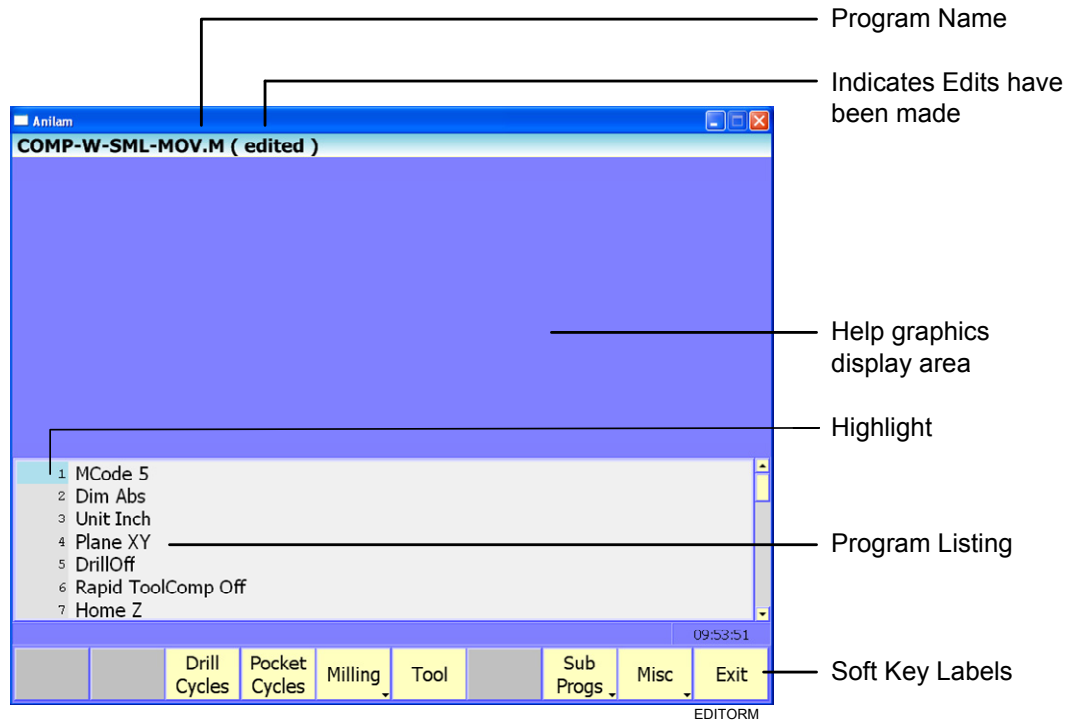 Program Name
Indicates Edits have
been made
Anilam
COMP-W-SML-MOV.M ( edited )
Help graphics
display area
Highlight
1 MCode 5
2 Dim Abs
3 Unit Inch
4 Plane XY
5 DrillOff
6 Rapid ToolComp Off
7 Home Z
Program Listing
09:53:51
Drill
Cycles
Pocket
Cycles
Milling
Tool
Sub
Progs
Misc
Exit
Soft Key Labels
EDITORM